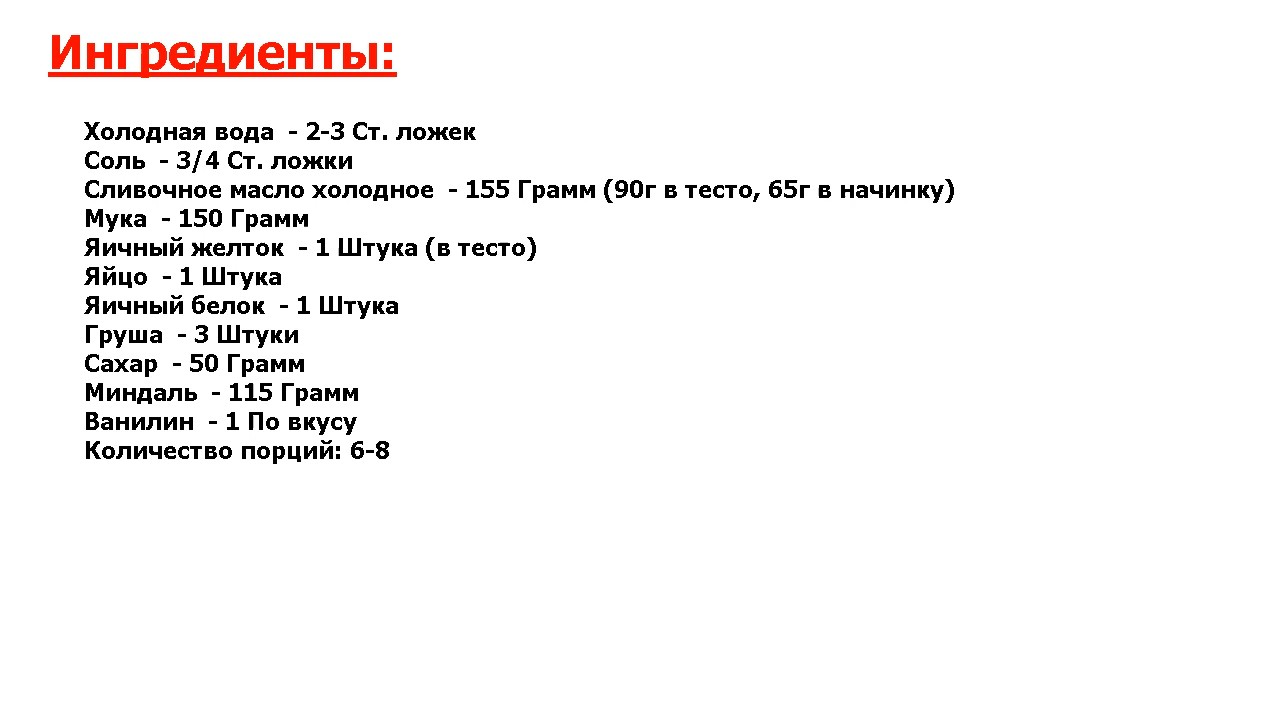 Ингредиенты:
Холодная вода - 2-3 Ст. ложек
Соль - 3/4 Ст. ложки
Сливочное масло холодное - 155 Грамм (90г в тесто, 65г в начинку)
Мука - 150 Грамм
Яичный желток - 1 Штука (в тесто)
Яйцо - 1 Штука
Яичный белок - 1 Штука
Груша - 3 Штуки
Сахар - 50 Грамм
Миндаль - 115 Грамм
Ванилин - 1 По вкусу
Количество порций: 6-8